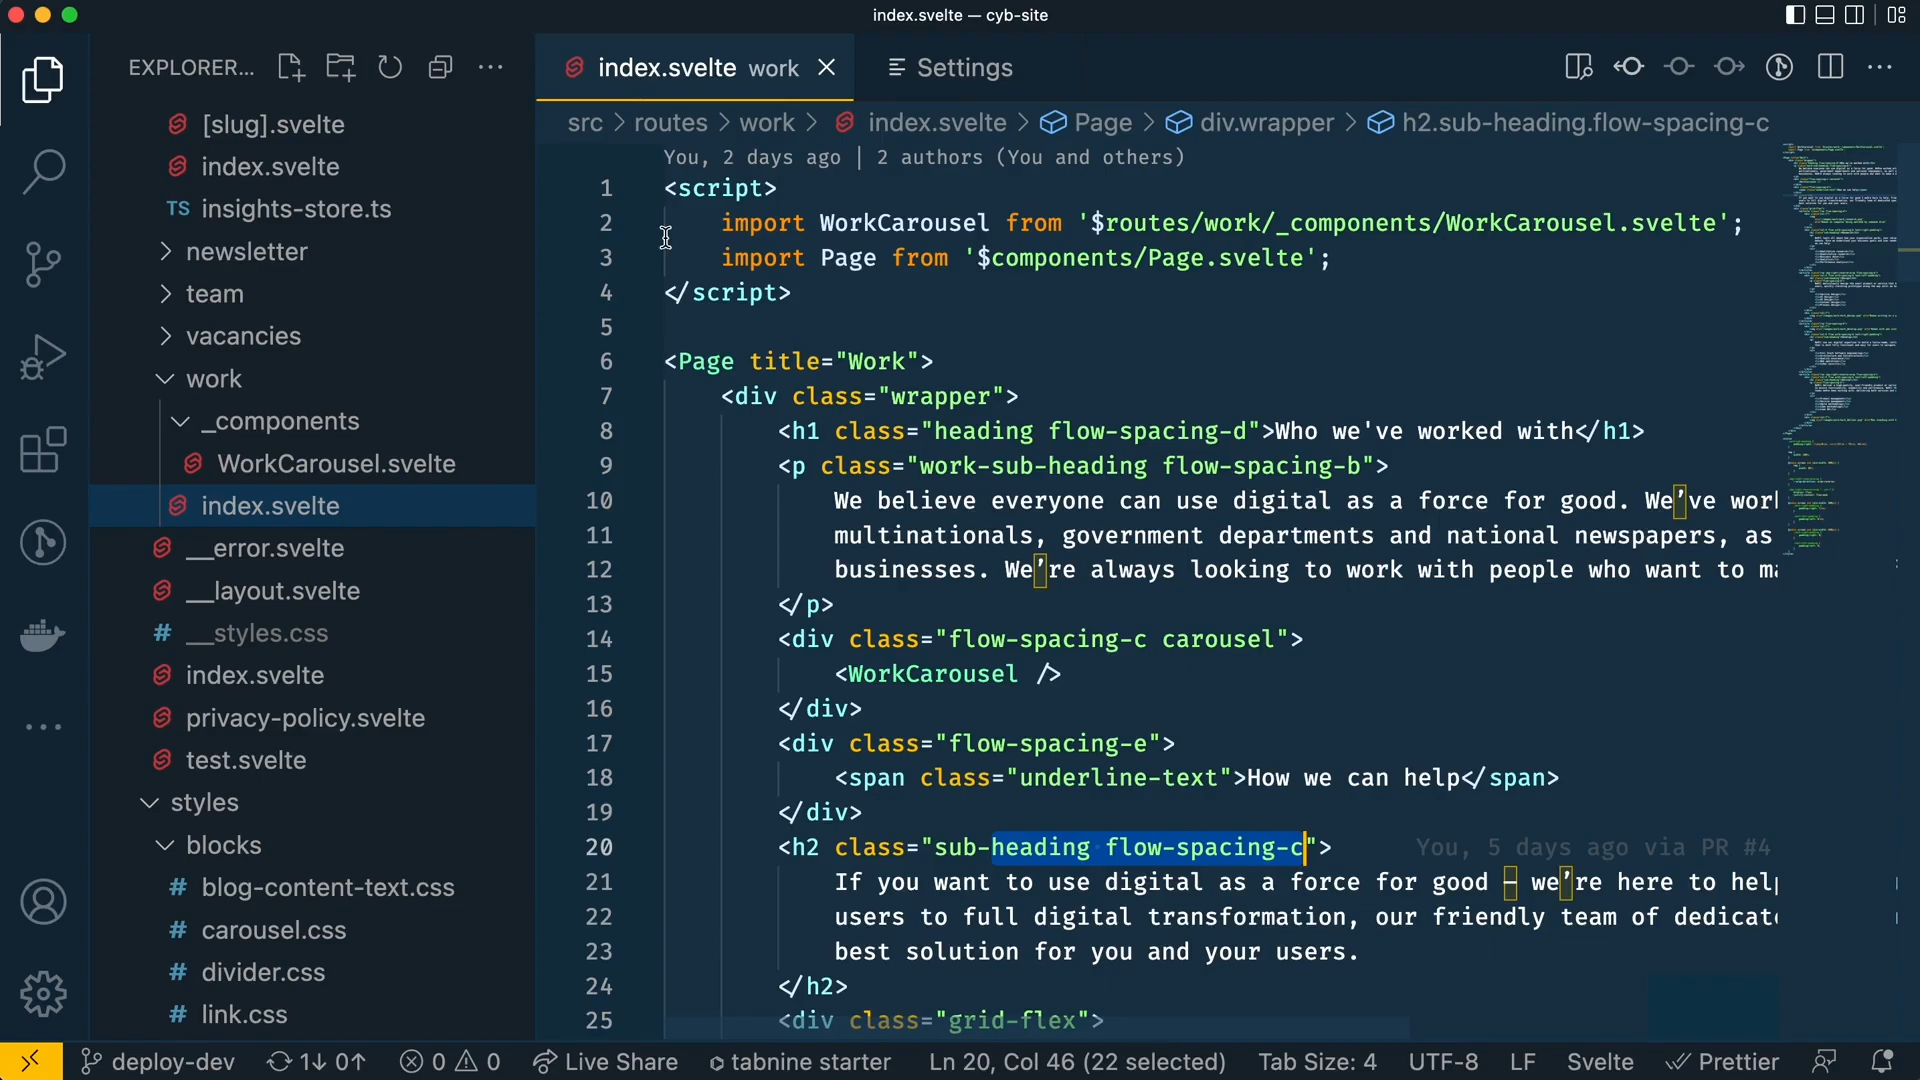 index.svelte — cyb-site
EXPLORER...
index.svelte work
Settings
src > routes > work > index.svelte > Page > div.wrapper > h2.sub-heading.flow-spacing-c
[slug].svelte
index.svelte
TS insights-store.ts
newsletter
team
vacancies
work
_components
WorkCarousel.svelte
index.svelte
__error.svelte
__layout.svelte
# __styles.css
index.svelte
privacy-policy.svelte
test.svelte
styles
blocks
# blog-content-text.css
# carousel.css
# divider.css
# link.css
You, 2 days ago | 2 authors (You and others)
1 <script>
2 import WorkCarousel from '$routes/work/_components/WorkCarousel.svelte';
3 import Page from '$components/Page.svelte';
4 </script>
5
6 <Page title="Work">
7 <div class="wrapper">
8 <h1 class="heading flow-spacing-d">Who we've worked with</h1>
9 <p class="work-sub-heading flow-spacing-b">
10 We believe everyone can use digital as a force for good. We’ve worl
11 multinationals, government departments and national newspapers, as
12 businesses. We’re always looking to work with people who want to ma
13 </p>
14 <div class="flow-spacing-c carousel">
15 <WorkCarousel />
16 </div>
17 <div class="flow-spacing-e">
18 <span class="underline-text">How we can help</span>
19 </div>
20 <h2 class="sub-heading flow-spacing-c"> You, 5 days ago via PR #4
21 If you want to use digital as a force for good – we’re here to help
22 users to full digital transformation, our friendly team of dedicat
23 best solution for you and your users.
24 </h2>
25 <div class="grid-flex">
deploy-dev 1↓ 0↑ 0 0 Live Share tabnine starter Ln 20, Col 46 (22 selected) Tab Size: 4 UTF-8 LF Svelte Prettier